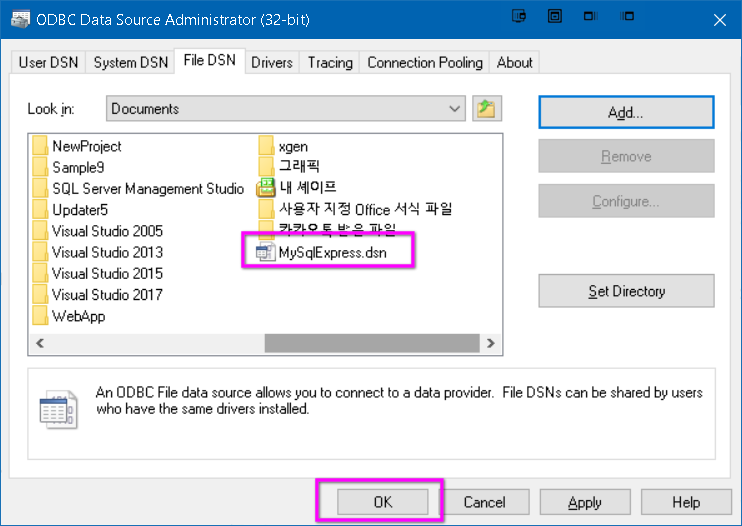 ODBC Data Source Administrator (32-bit)
User DSN System DSN File DSN Drivers Tracing Connection Pooling About
Look in: Documents
Add...
NewProject
Sample9
SQL Server Management Studio
Updater5
Visual Studio 2005
Visual Studio 2013
Visual Studio 2015
Visual Studio 2017
WebApp
xgen
그래픽
내 셰이프
사용자 지정 Office 서식 파일
카카오톡 받은 파일
MySqlExpress.dsn
Remove
Configure...
Set Directory
An ODBC File data source allows you to connect to a data provider. File DSNs can be shared by users
who have the same drivers installed.
OK Cancel Apply Help